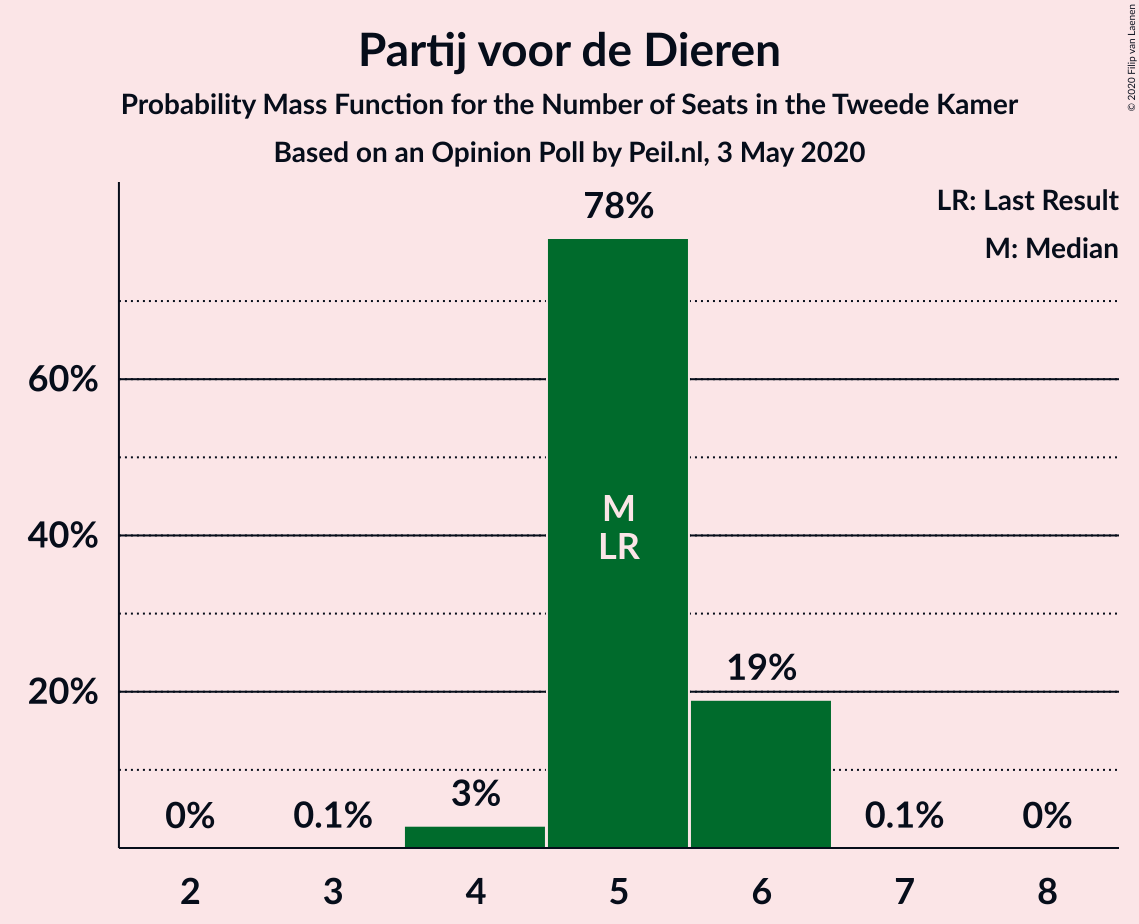 Partij voor de Dieren
Probability Mass Function for the Number of Seats in the Tweede Kamer
Based on an Opinion Poll by Peil.nl, 3 May 2020
© 2020 Filip van Laenen
LR: Last Result
M: Median
78%
60%
40%
20%
M
LR
0%
0.1%
3%
19%
0.1%
0%
2
3
4
5
6
7
8